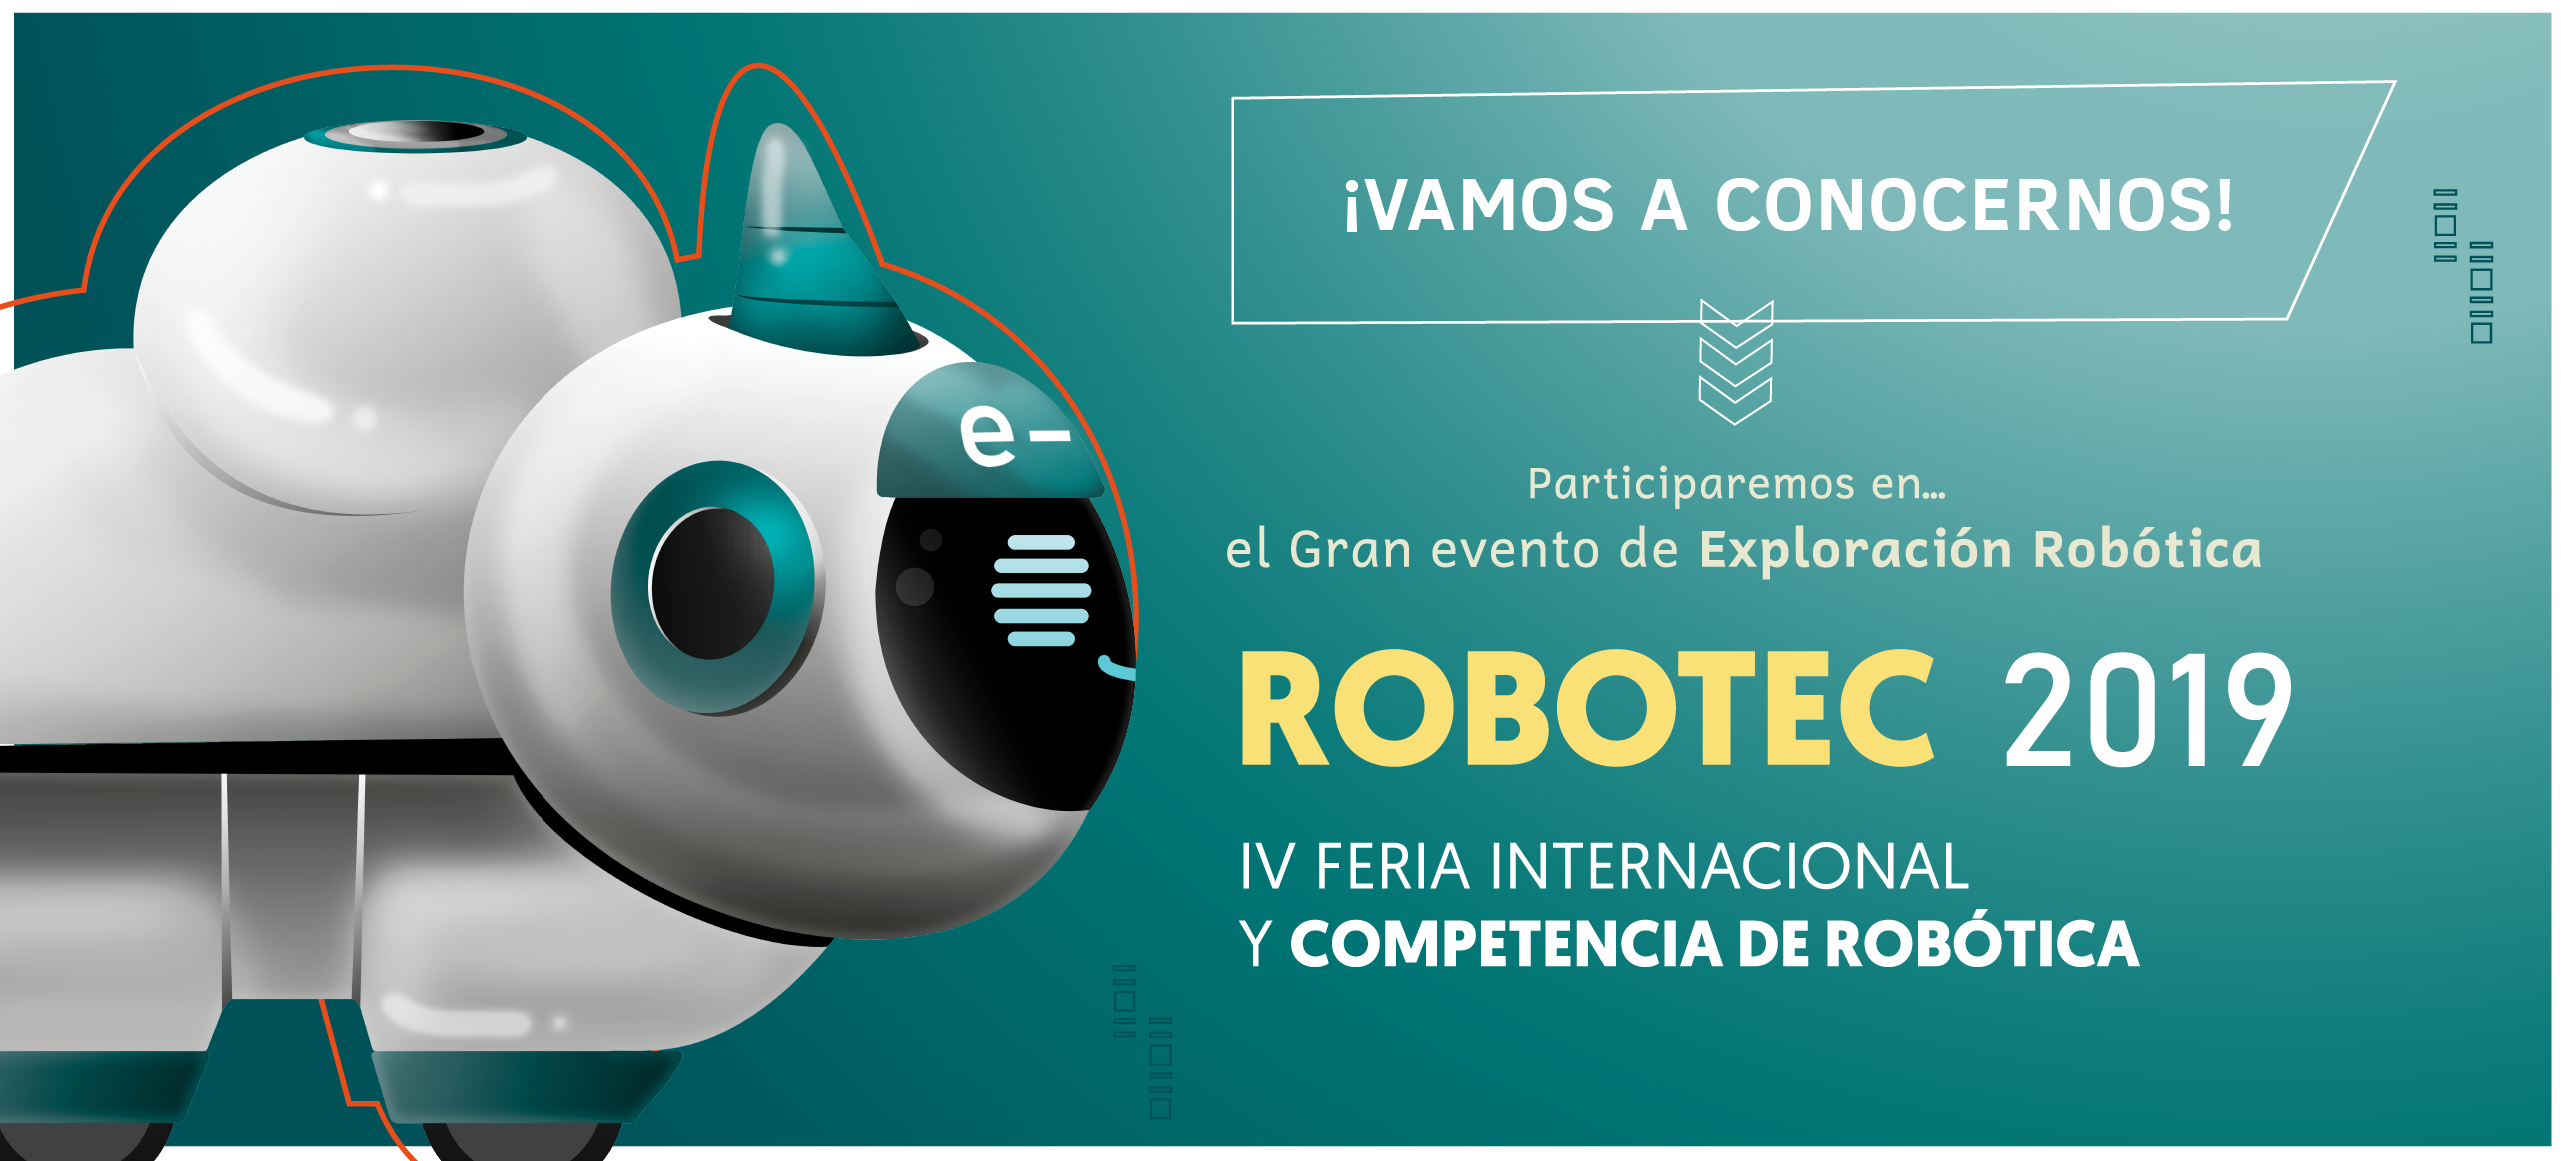 e-
¡VAMOS A CONOCERNOS!
Participaremos en...
el Gran evento de Exploración Robótica
ROBOTEC 2019
IV FERIA INTERNACIONAL
Y COMPETENCIA DE ROBÓTICA